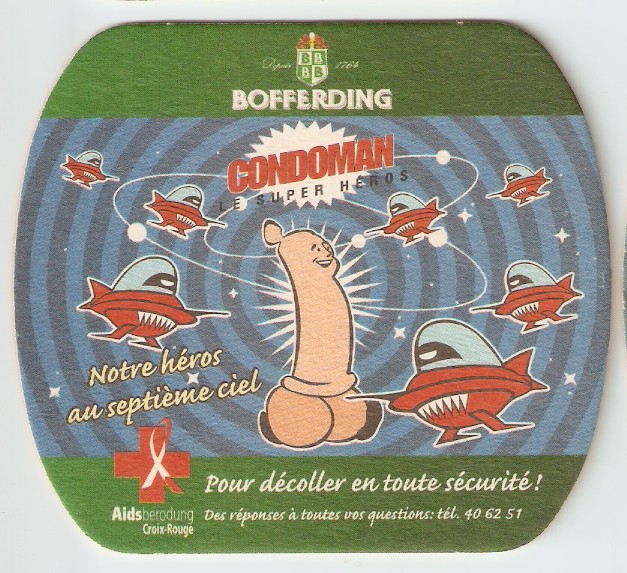 Depuis 1764
B B
B B
BOFFERDING
CONDOMAN
LE SUPER HÉROS
Notre héros
au septième ciel
Pour décoller en toute sécurité !
Aidsberodung
Croix-Rouge
Des réponses à toutes vos questions: tél. 40 62 51